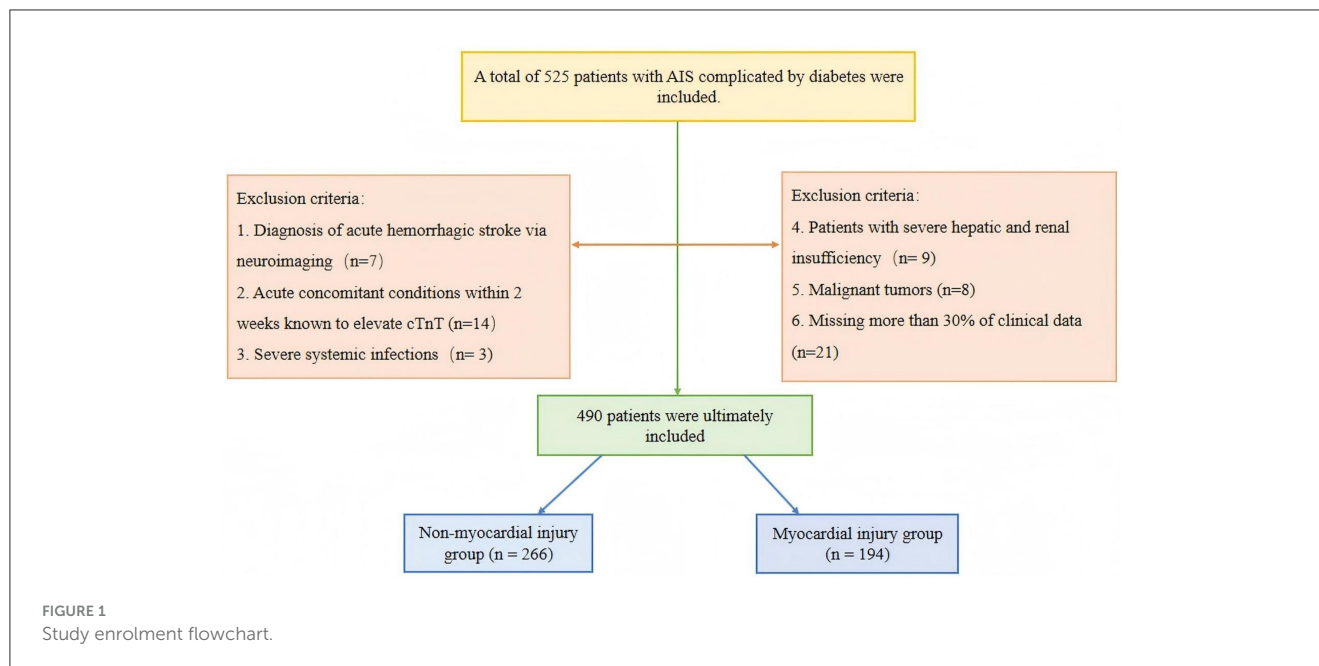 A total of 525 patients with AIS complicated by diabetes were
included.
Exclusion criteria:
1. Diagnosis of acute hemorrhagic stroke via
neuroimaging (n=7)
2. Acute concomitant conditions within 2
weeks known to elevate cTnT (n=14)
3. Severe systemic infections (n= 3)
Exclusion criteria:
4. Patients with severe hepatic and renal
insufficiency (n= 9)
5. Malignant tumors (n=8)
6. Missing more than 30% of clinical data
(n=21)
490 patients were ultimately
included
Non-myocardial injury
group (n = 266)
Myocardial injury group
(n = 194)
FIGURE 1
Study enrolment flowchart.